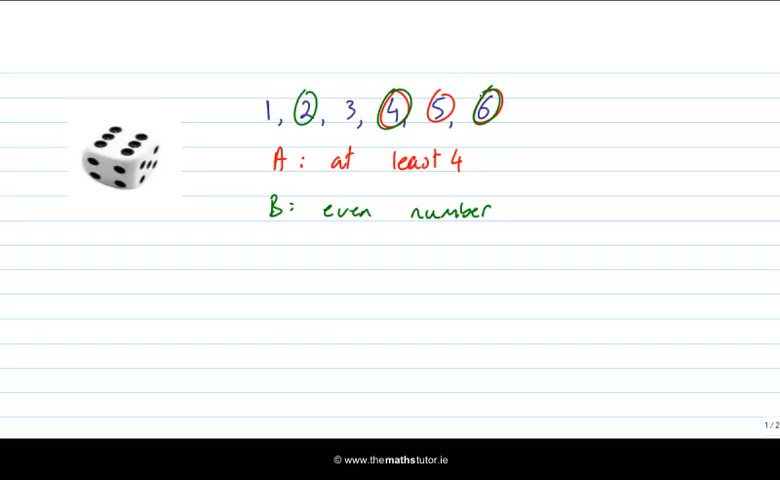 1, 2, 3, 4, 5, 6
A: at least 4
B: even number
1/2
© www.themathstutor.ie